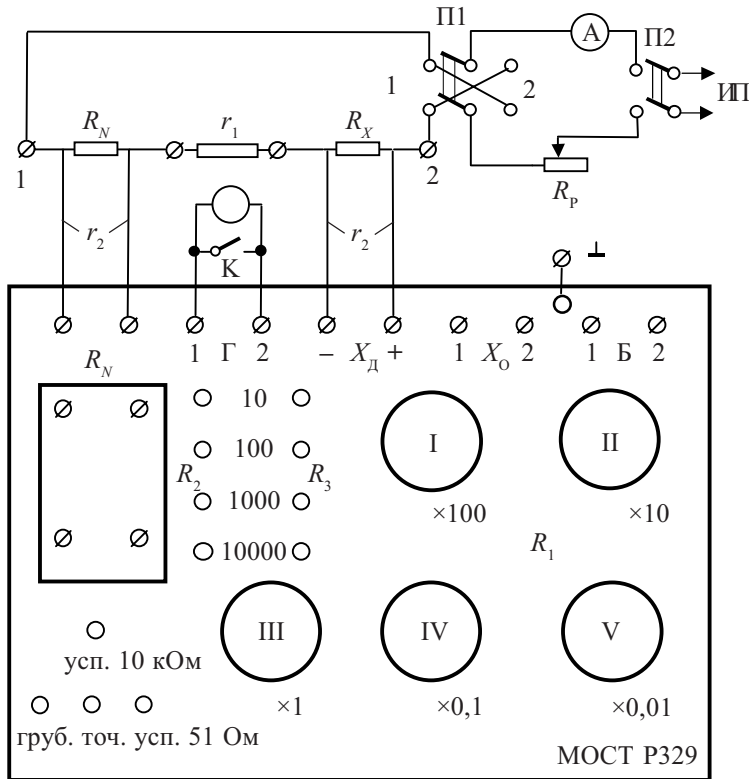 П1
A
П2
1
2
ИП
R_N
r_1
R_X
1
2
R_P
r_2
r_2
К
1 Г 2 – X_Д + 1 X_О 2 1 Б 2
R_N
10
100
I
II
R_2
R_3
1000
×100
×10
10000
R_1
III
IV
V
усп. 10 кОм
×1
×0,1
×0,01
груб. точ. усп. 51 Ом
МОСТ Р329